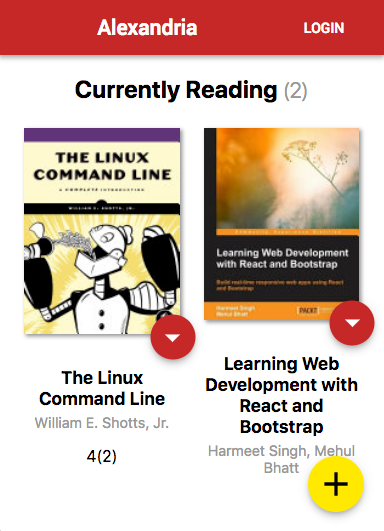 Alexandria
LOGIN
Currently Reading (2)
THE LINUX
COMMAND LINE
A COMPLETE INTRODUCTION
WILLIAM E. SHOTTS, JR.
Learning Web Development
with React and Bootstrap
Build real-time responsive web apps using React
and Bootstrap
Harmeet Singh
Mehul Bhatt
PACKT
The Linux
Command Line
William E. Shotts, Jr.
4(2)
Learning Web
Development with
React and
Bootstrap
Harmeet Singh, Mehul
Bhatt